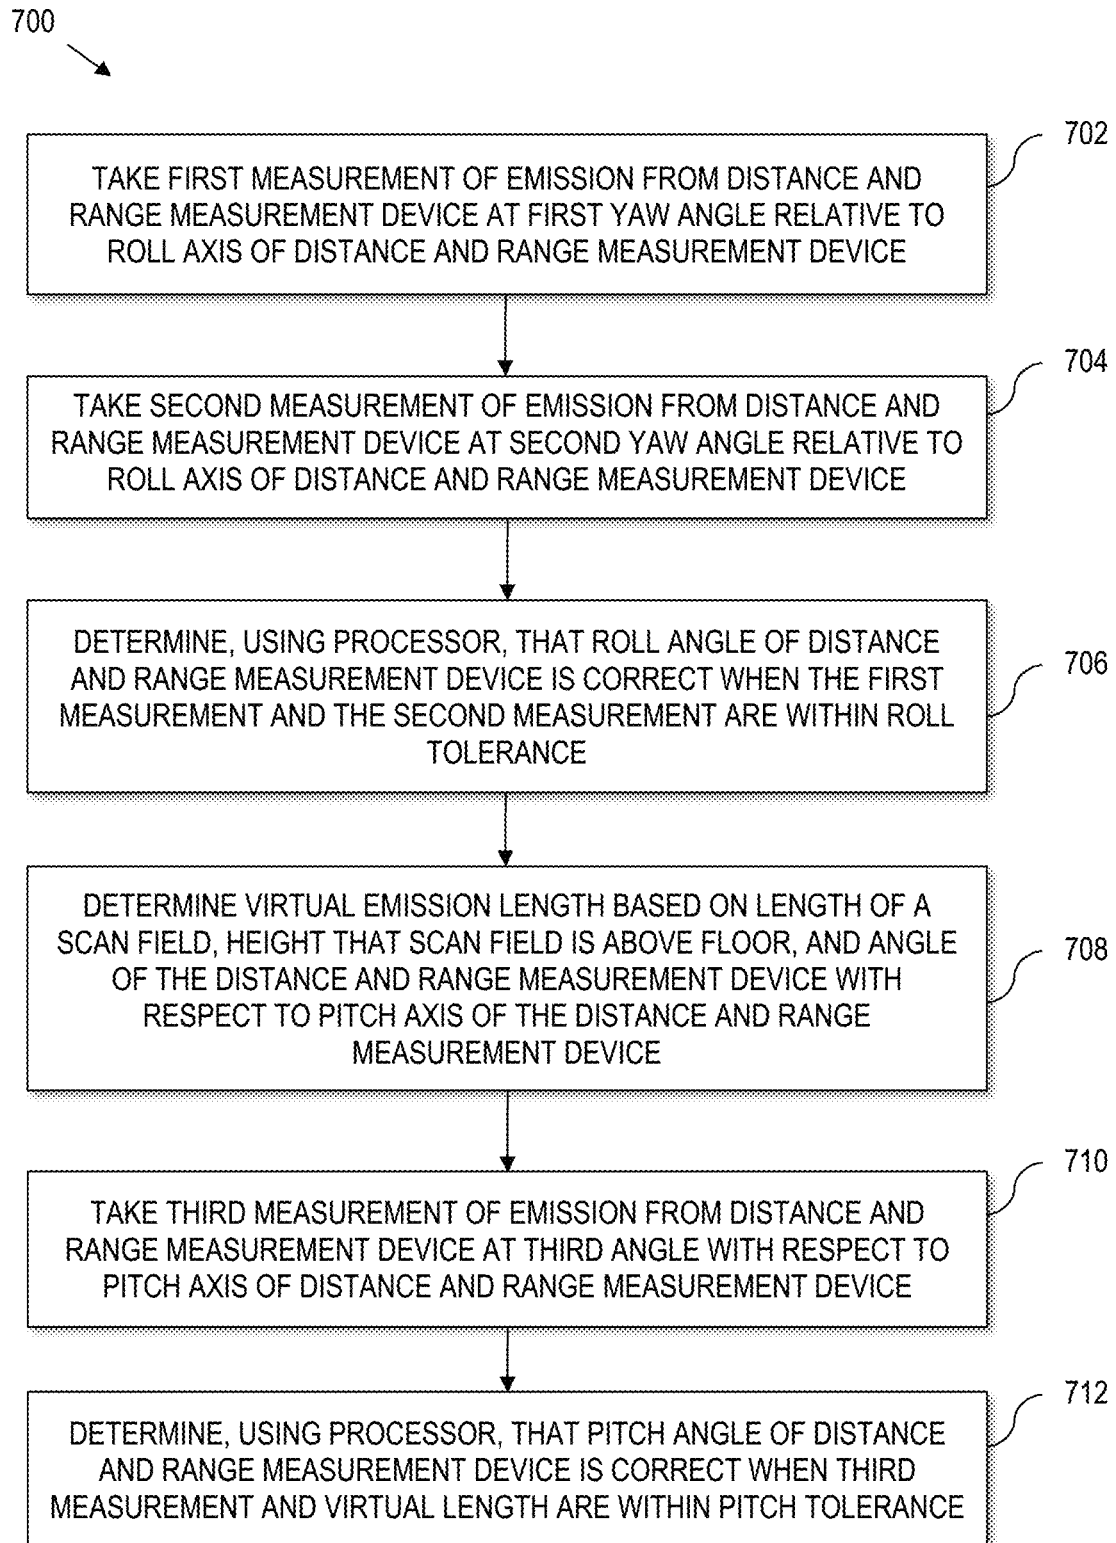 700
702
TAKE FIRST MEASUREMENT OF EMISSION FROM DISTANCE AND
RANGE MEASUREMENT DEVICE AT FIRST YAW ANGLE RELATIVE TO
ROLL AXIS OF DISTANCE AND RANGE MEASUREMENT DEVICE
704
TAKE SECOND MEASUREMENT OF EMISSION FROM DISTANCE AND
RANGE MEASUREMENT DEVICE AT SECOND YAW ANGLE RELATIVE TO
ROLL AXIS OF DISTANCE AND RANGE MEASUREMENT DEVICE
706
DETERMINE, USING PROCESSOR, THAT ROLL ANGLE OF DISTANCE
AND RANGE MEASUREMENT DEVICE IS CORRECT WHEN THE FIRST
MEASUREMENT AND THE SECOND MEASUREMENT ARE WITHIN ROLL
TOLERANCE
708
DETERMINE VIRTUAL EMISSION LENGTH BASED ON LENGTH OF A
SCAN FIELD, HEIGHT THAT SCAN FIELD IS ABOVE FLOOR, AND ANGLE
OF THE DISTANCE AND RANGE MEASUREMENT DEVICE WITH
RESPECT TO PITCH AXIS OF THE DISTANCE AND RANGE
MEASUREMENT DEVICE
710
TAKE THIRD MEASUREMENT OF EMISSION FROM DISTANCE AND
RANGE MEASUREMENT DEVICE AT THIRD ANGLE WITH RESPECT TO
PITCH AXIS OF DISTANCE AND RANGE MEASUREMENT DEVICE
712
DETERMINE, USING PROCESSOR, THAT PITCH ANGLE OF DISTANCE
AND RANGE MEASUREMENT DEVICE IS CORRECT WHEN THIRD
MEASUREMENT AND VIRTUAL LENGTH ARE WITHIN PITCH TOLERANCE